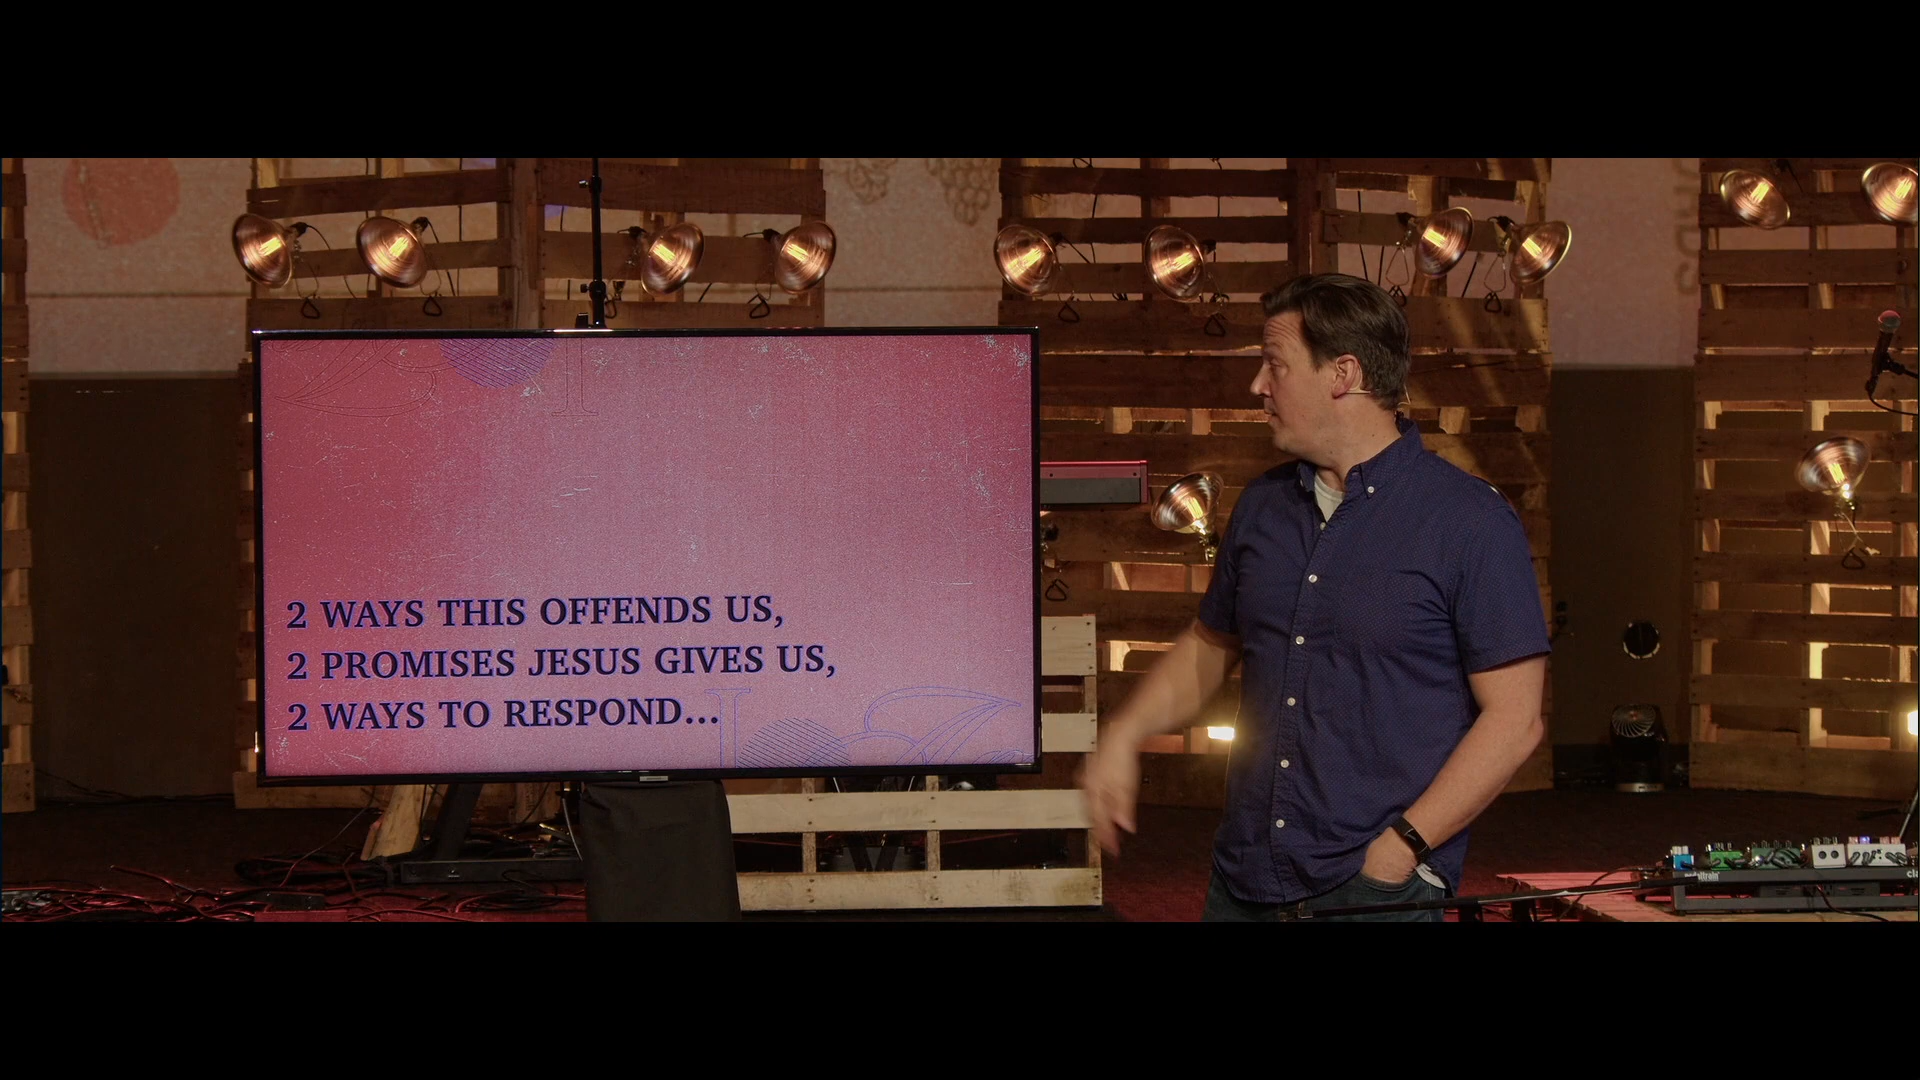 2 WAYS THIS OFFENDS US,
2 PROMISES JESUS GIVES US,
2 WAYS TO RESPOND...